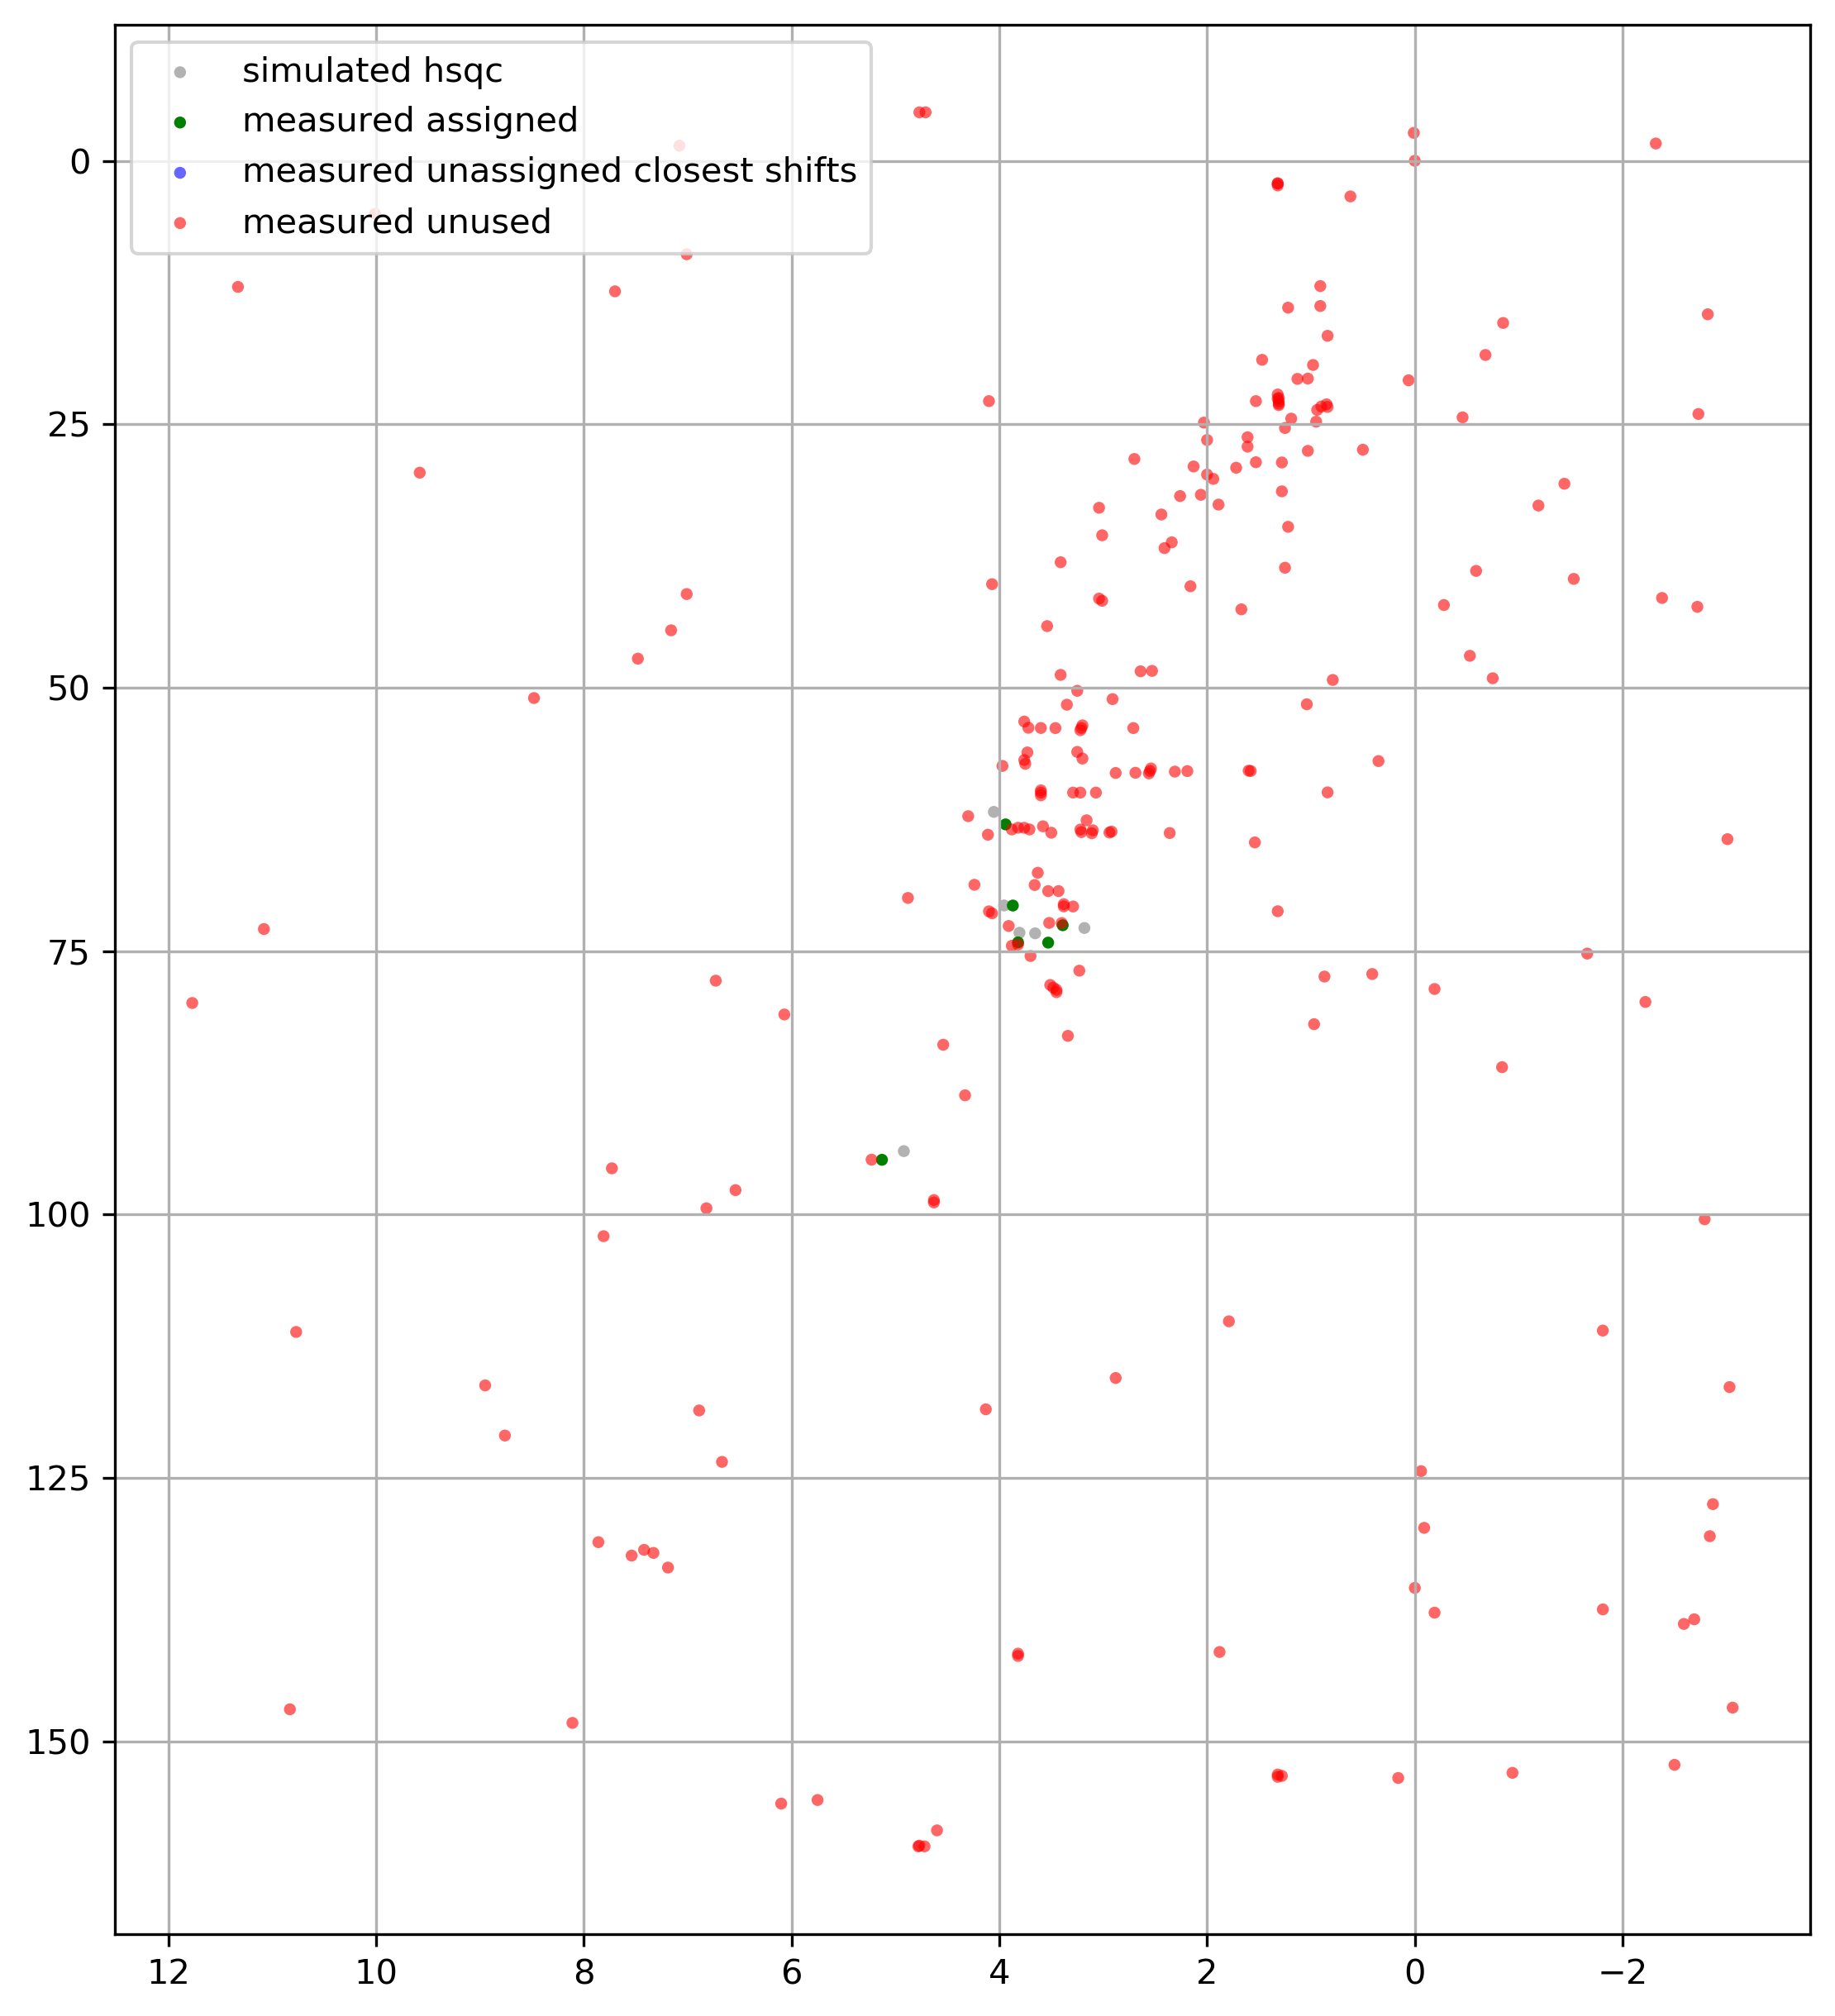 simulated hsqc
measured assigned
measured unassigned closest shifts
measured unused
0
25
50
75
100
125
150
12 10 8 6 4 2 0 −2